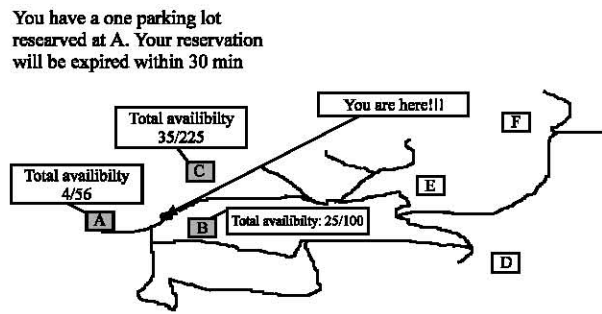 You have a one parking lot
researved at A. Your reservation
will be expired within 30 min
You are here!!!
Total availibilty
35/225
F
C
Total availibilty
4/56
E
A
B
Total availibilty: 25/100
D